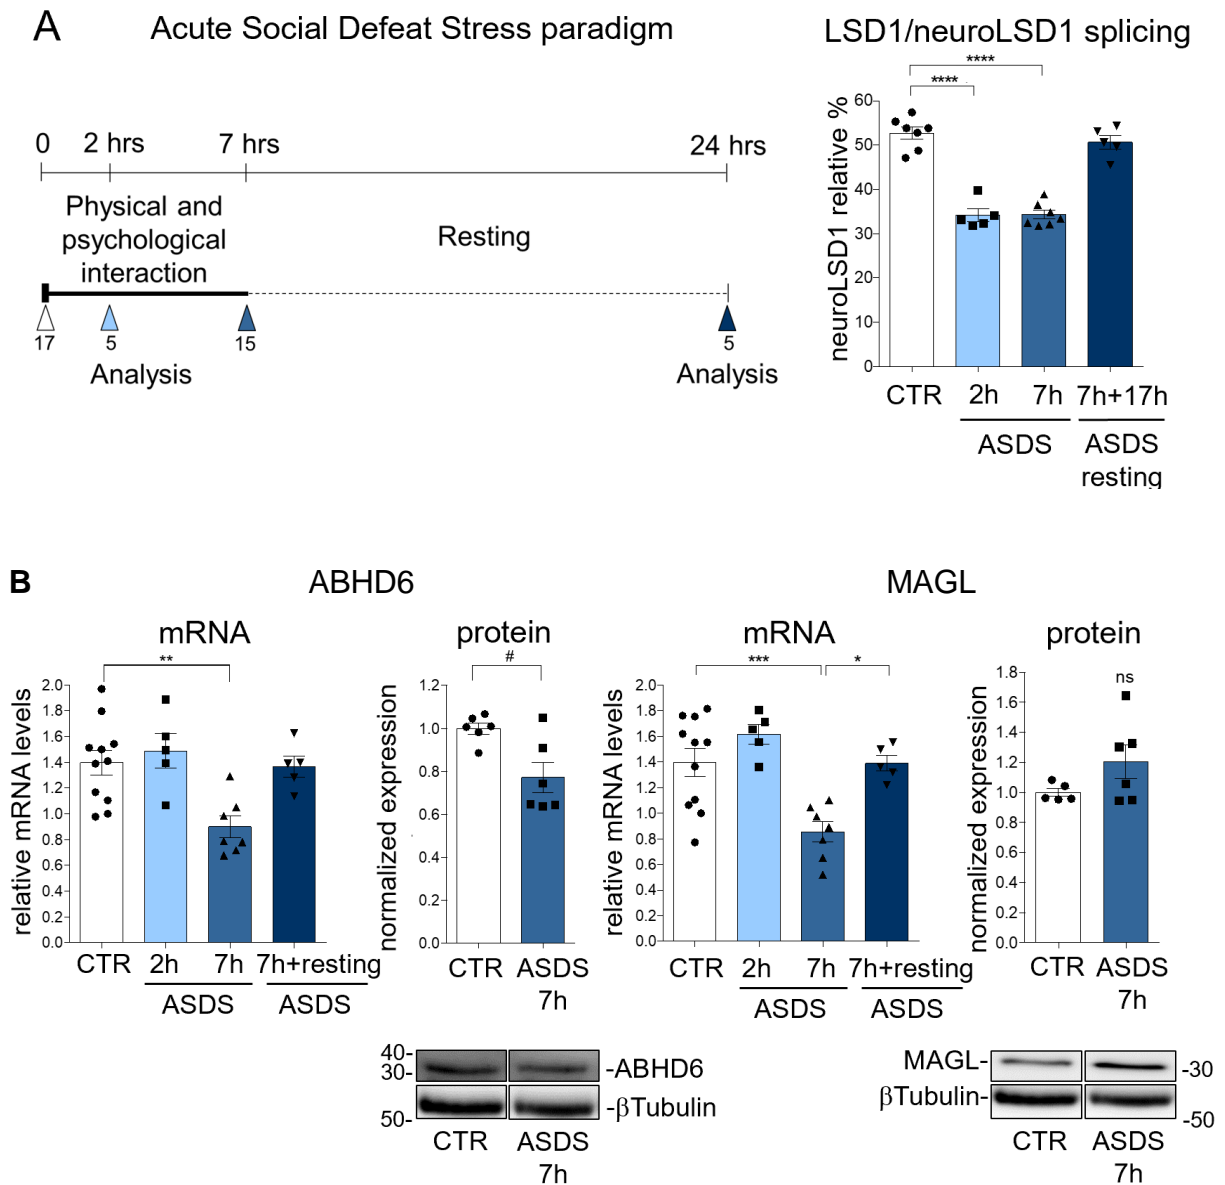 A
Acute Social Defeat Stress paradigm
0 2 hrs 7 hrs 24 hrs
Physical and
psychological
interaction
Resting
17 5 15 5
Analysis Analysis
LSD1/neuroLSD1 splicing
****
****
neuroLSD1 relative %
60
50
40
30
20
10
0
CTR 2h 7h 7h+17h
ASDS ASDS
resting
B
ABHD6
mRNA
**
relative mRNA levels
2.0
1.8
1.6
1.4
1.2
1.0
0.8
0.6
0.4
0.2
0.0
CTR 2h 7h 7h+resting
ASDS ASDS
protein
#
normalized expression
1.2
1.0
0.8
0.6
0.4
0.2
0.0
CTR ASDS
7h
40-
30-
-ABHD6
50-
-βTubulin
CTR ASDS
7h
MAGL
mRNA
*** *
relative mRNA levels
2.0
1.8
1.6
1.4
1.2
1.0
0.8
0.6
0.4
0.2
0.0
CTR 2h 7h 7h+resting
ASDS ASDS
protein
ns
normalized expression
1.8
1.6
1.4
1.2
1.0
0.8
0.6
0.4
0.2
0.0
CTR ASDS
7h
MAGL- -30
βTubulin- -50
CTR ASDS
7h